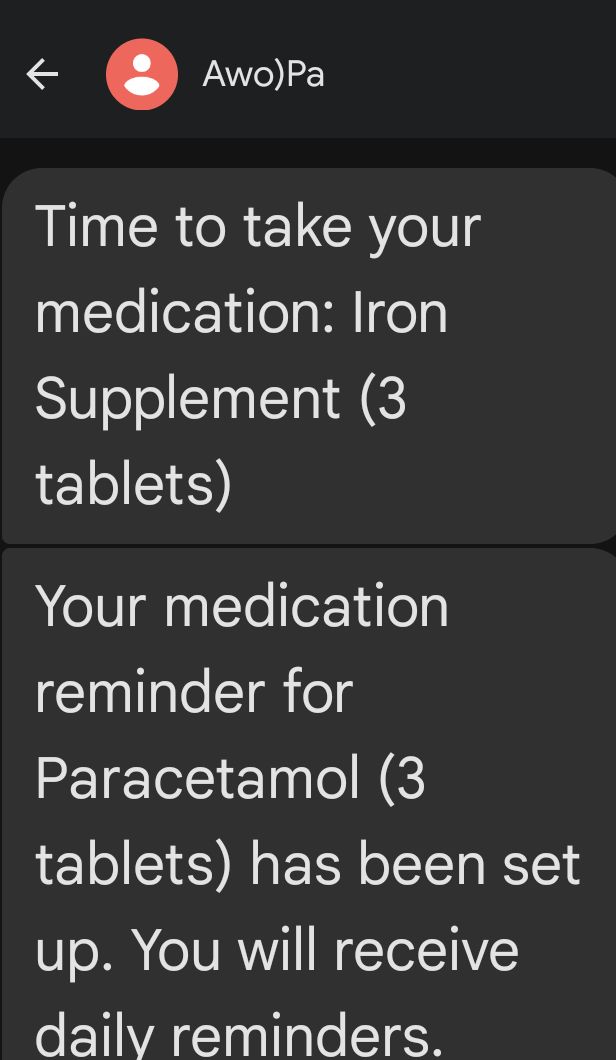 Awo)Pa
Time to take your
medication: Iron
Supplement (3
tablets)
Your medication
reminder for
Paracetamol (3
tablets) has been set
up. You will receive
daily reminders.